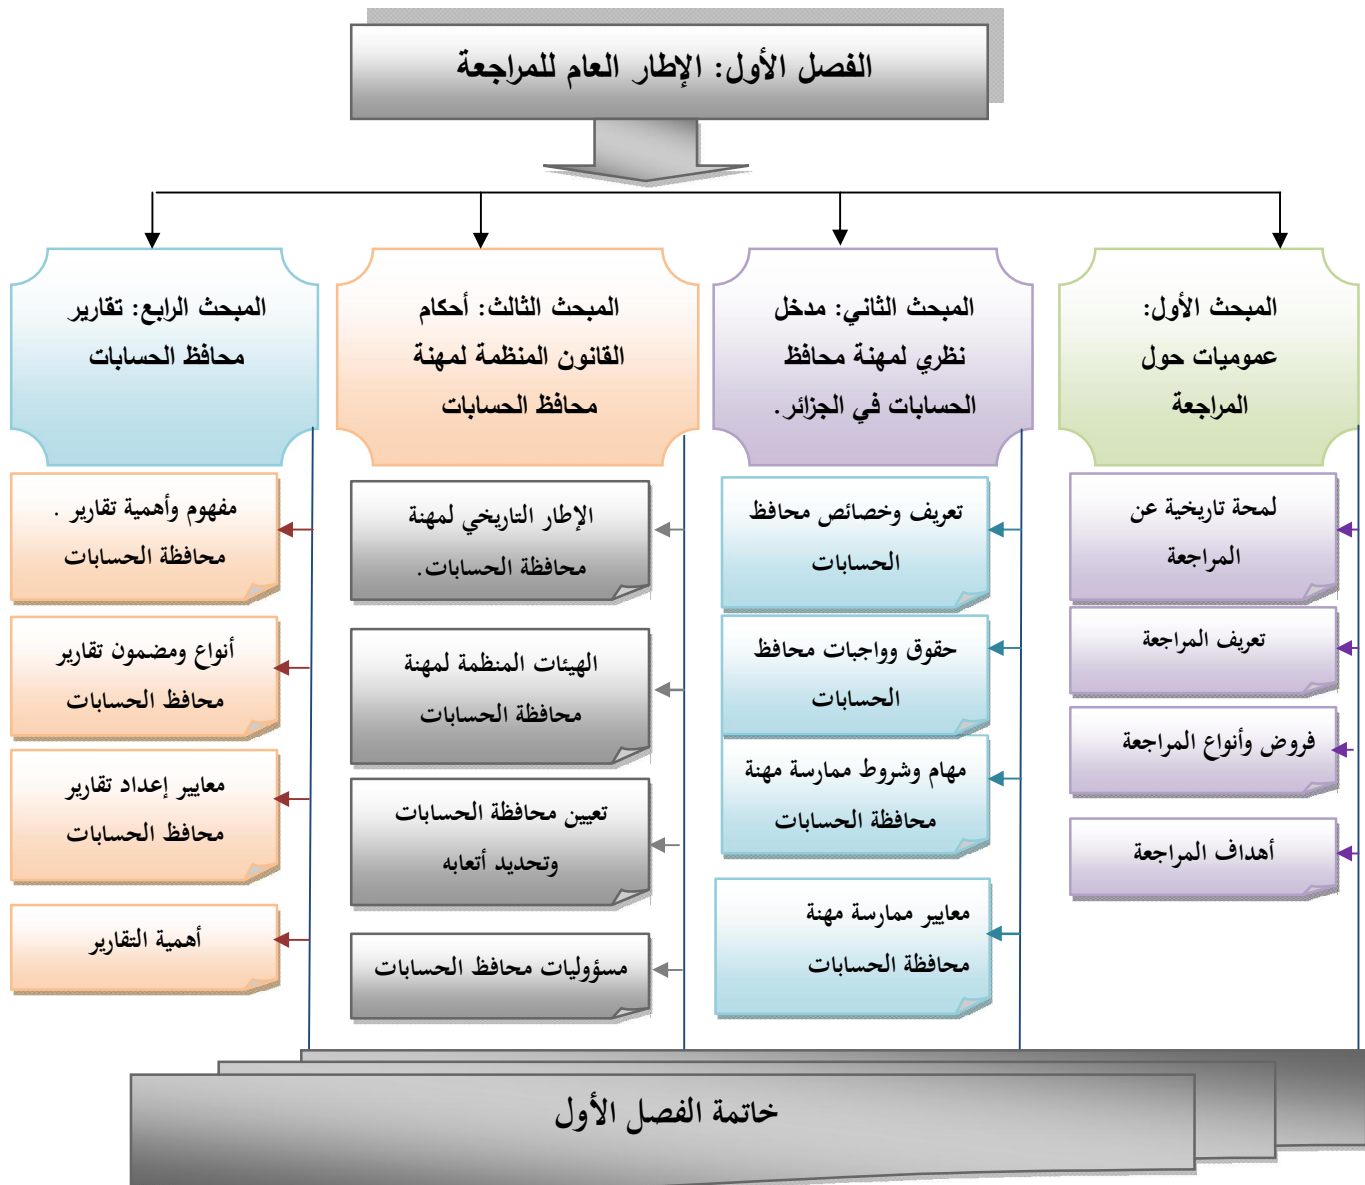 الفصل الأول: الإطار العام للمراجعة
المبحث الأول:
عموميات حول
المراجعة
لمحة تاريخية عن
المراجعة
تعريف المراجعة
فروض وأنواع المراجعة
أهداف المراجعة
المبحث الثاني: مدخل
نظري لمهنة محافظ
الحسابات في الجزائر.
تعريف وخصائص محافظ
الحسابات
حقوق وواجبات محافظ
الحسابات
مهام وشروط ممارسة مهنة
محافظة الحسابات
معايير ممارسة مهنة
محافظة الحسابات
المبحث الثالث: أحكام
القانون المنظمة لمهنة
محافظ الحسابات
الإطار التاريخي لمهنة
محافظة الحسابات.
الهيئات المنظمة لمهنة
محافظة الحسابات
تعيين محافظة الحسابات
وتحديد أتعابه
مسؤوليات محافظ الحسابات
المبحث الرابع: تقارير
محافظ الحسابات
مفهوم وأهمية تقارير .
محافظة الحسابات
أنواع ومضمون تقارير
محافظ الحسابات
معايير إعداد تقارير
محافظ الحسابات
أهمية التقارير
خاتمة الفصل الأول